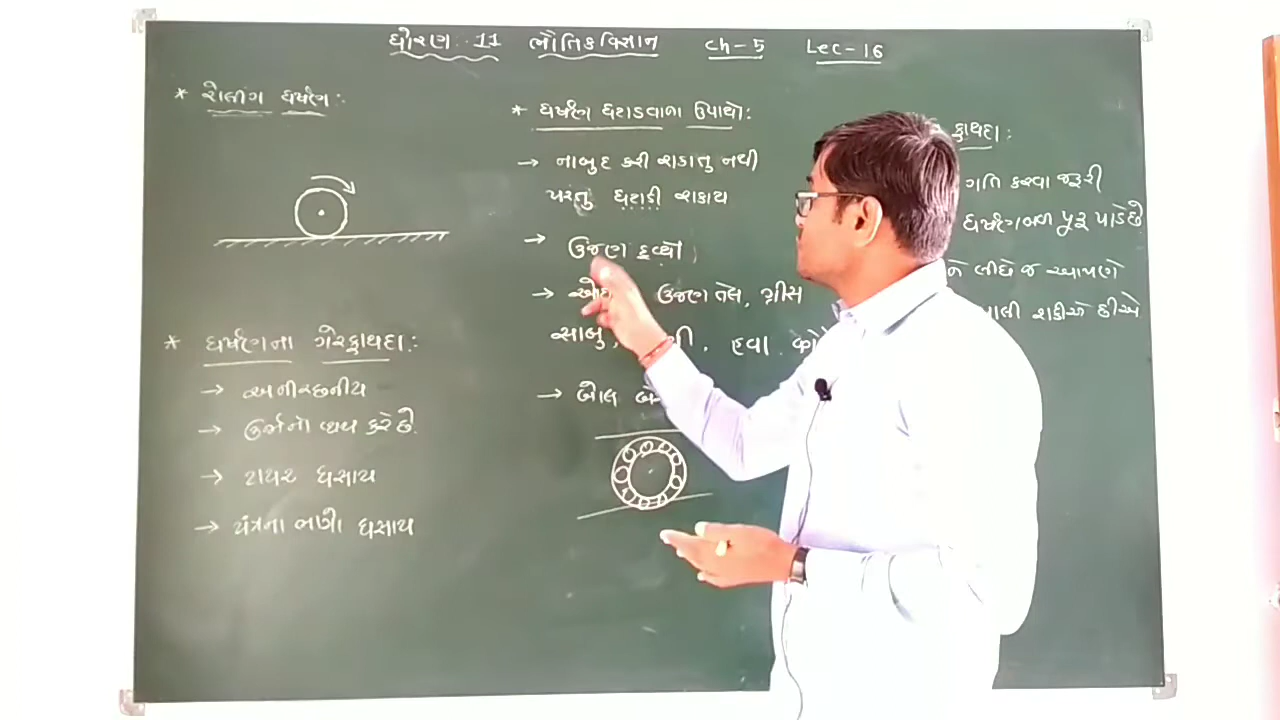 ધોરણ 11 ભૌતિકવિજ્ઞાન Ch-5 Lec-16
* રોલીંગ ઘર્ષણ:
* ઘર્ષણના ગેરફાયદા:
→ અનીચ્છનીય
→ ઉર્જાનો વ્યય કરે છે.
→ ટાયર ઘસાય
→ યંત્રના ભાગો ઘસાય
* ઘર્ષણ ઘટાડવાના ઉપાયો:
→ નાબુદ કરી શકાતુ નથી
પરંતુ ઘટાડી શકાય
→ ઉંજણ દ્રવ્યો
→ ઉંજણ તેલ, ગ્રીસ
સાબુ, હવા
→ બોલ
ફાયદા:
ગતિ કરવા જરૂરી
ઘર્ષણબળ પૂરુ પાડે છે
ને લીધે જ આપણે
ચાલી શકીએ છીએ